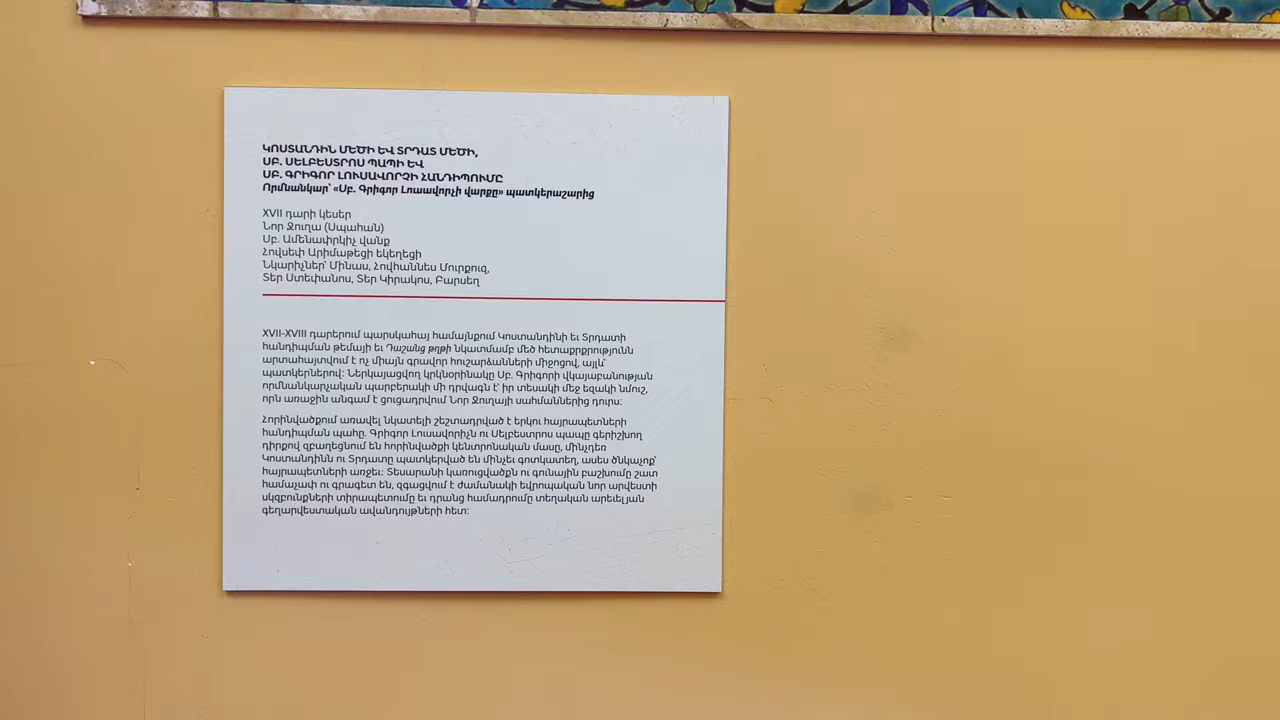 ԿՈՍՏԱՆԴԻՆ ՄԵԾԻ ԵՎ ՏՐԴԱՏ ՄԵԾԻ,
ՍԲ. ՍԵԼԲԵՍՏՐՈՍ ՊԱՊԻ ԵՎ
ՍԲ. ԳՐԻԳՈՐ ԼՈՒՍԱՎՈՐՉԻ ՀԱՆԴԻՊՈՒՄԸ
Որմնանկար՝ «Սբ. Գրիգոր Լուսավորչի վարքը» պատկերաշարից
XVII դարի կեսեր
Նոր Ջուղա (Սպահան)
Սբ. Ամենափրկիչ վանք
Հովսեփ Արիմաթեցի եկեղեցի
Նկարիչներ՝ Մինաս, Հովհաննես Մուրքուզ,
Տեր Ստեփանոս, Տեր Կիրակոս, Բարսեղ
XVII-XVIII դարերում պարսկահայ համայնքում Կոստանդինի եւ Տրդատի
հանդիպման թեմայի եւ Դաշանց թղթի նկատմամբ մեծ հետաքրքրությունն
արտահայտվում է ոչ միայն գրավոր հուշարձանների միջոցով, այլև՝
պատկերներով: Ներկայացվող կրկնօրինակը Սբ. Գրիգորի վկայաբանության
որմնանկարչական պարբերակի մի դրվագն է՝ իր տեսակի մեջ եզակի նմուշ,
որն առաջին անգամ է ցուցադրվում Նոր Ջուղայի սահմաններից դուրս:
Հորինվածքում առավել նկատելի շեշտադրված է երկու հայրապետների
հանդիպման պահը. Գրիգոր Լուսավորիչն ու Սելբեստրոս պապը գերիշխող
դիրքով զբաղեցնում են հորինվածքի կենտրոնական մասը, մինչդեռ
Կոստանդինն ու Տրդատը պատկերված են մինչեւ գոտկատեղ, ասես ծնկաչոք՝
հայրապետների առջեւ: Տեսարանի կառուցվածքն ու գունային բաշխումը շատ
համաչափ ու գրագետ են, զգացվում է ժամանակի եվրոպական նոր արվեստի
սկզբունքների տիրապետումը եւ դրանց համադրումը տեղական արեւելյան
գեղարվեստական ավանդույթների հետ: